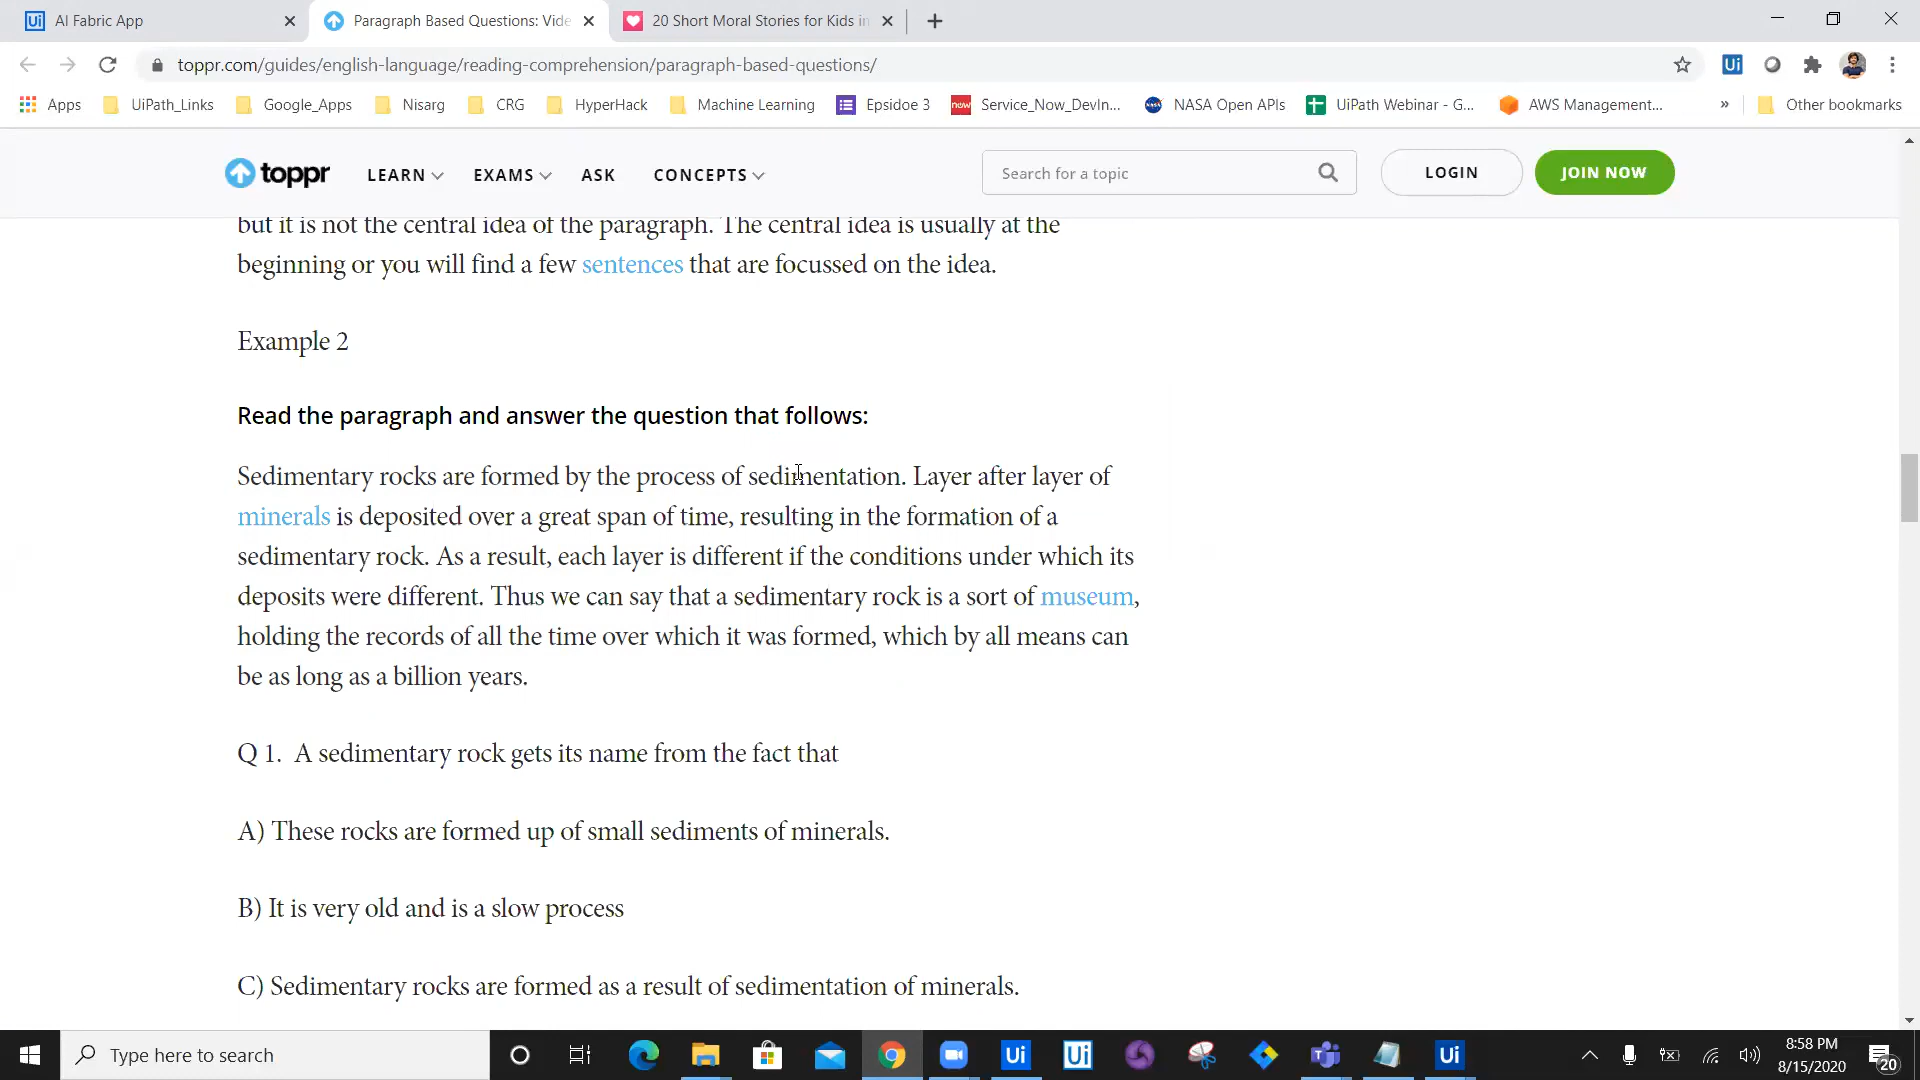 AI Fabric App
Paragraph Based Questions: Vide
20 Short Moral Stories for Kids in
toppr.com/guides/english-language/reading-comprehension/paragraph-based-questions/
Apps UiPath_Links Google_Apps Nisarg CRG HyperHack Machine Learning Epsidoe 3 Service_Now_DevIn... NASA Open APIs UiPath Webinar - G... AWS Management... » Other bookmarks
toppr LEARN EXAMS ASK CONCEPTS Search for a topic LOGIN JOIN NOW
but it is not the central idea of the paragraph. The central idea is usually at the
beginning or you will find a few sentences that are focussed on the idea.
Example 2
Read the paragraph and answer the question that follows:
Sedimentary rocks are formed by the process of sedimentation. Layer after layer of
minerals is deposited over a great span of time, resulting in the formation of a
sedimentary rock. As a result, each layer is different if the conditions under which its
deposits were different. Thus we can say that a sedimentary rock is a sort of museum,
holding the records of all the time over which it was formed, which by all means can
be as long as a billion years.
Q 1. A sedimentary rock gets its name from the fact that
A) These rocks are formed up of small sediments of minerals.
B) It is very old and is a slow process
C) Sedimentary rocks are formed as a result of sedimentation of minerals.
Type here to search
8:58 PM
8/15/2020
20